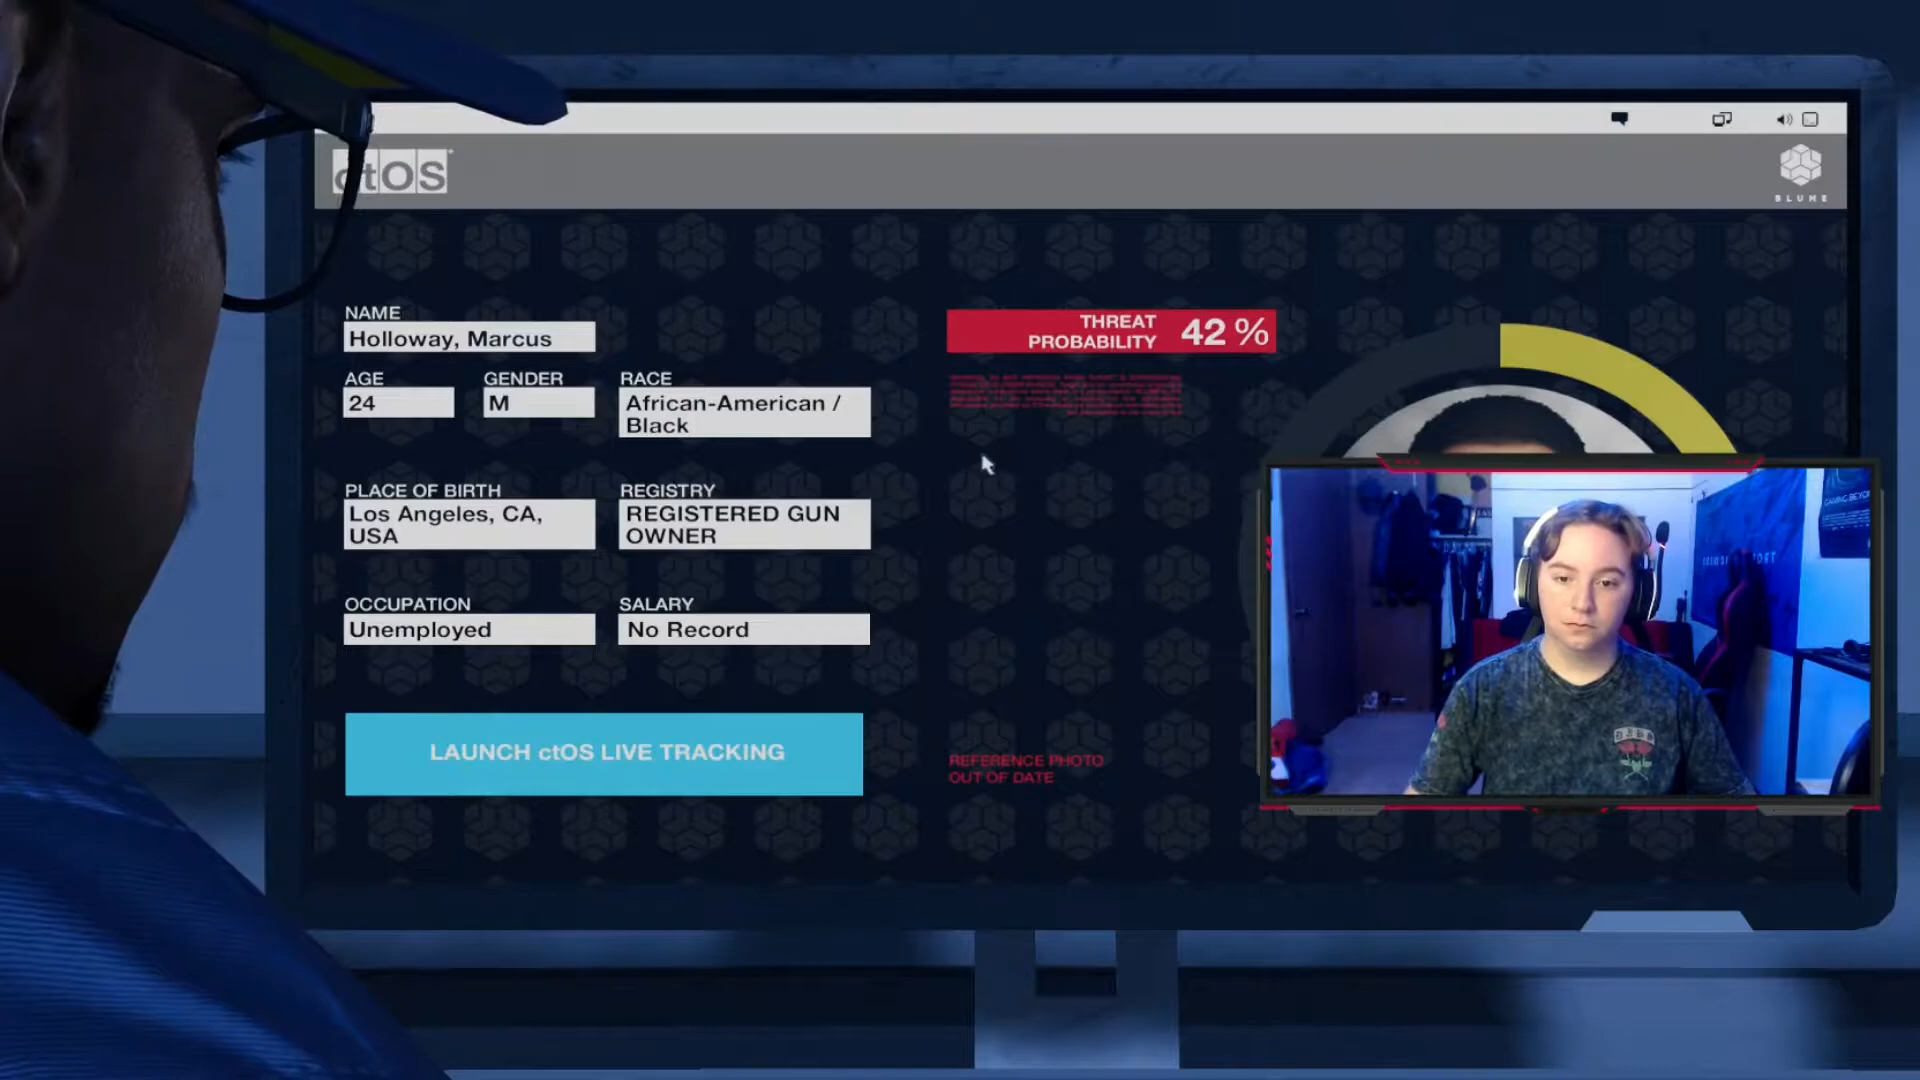 ctOS
BLUME
NAME
Holloway, Marcus
THREAT
PROBABILITY
42 %
AGE
24
GENDER
M
RACE
African-American /
Black
PLACE OF BIRTH
Los Angeles, CA,
USA
REGISTRY
REGISTERED GUN
OWNER
OCCUPATION
Unemployed
SALARY
No Record
LAUNCH ctOS LIVE TRACKING
REFERENCE PHOTO
OUT OF DATE